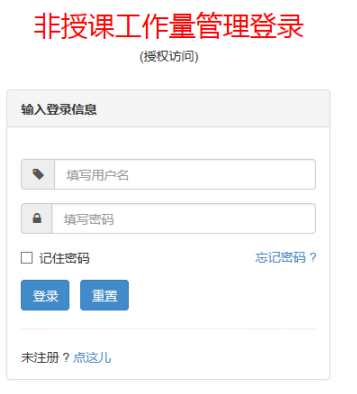 非授课工作量管理登录
(授权访问)
输入登录信息
填写用户名
填写密码
记住密码 忘记密码 ?
登录 重置
未注册 ? 点这儿